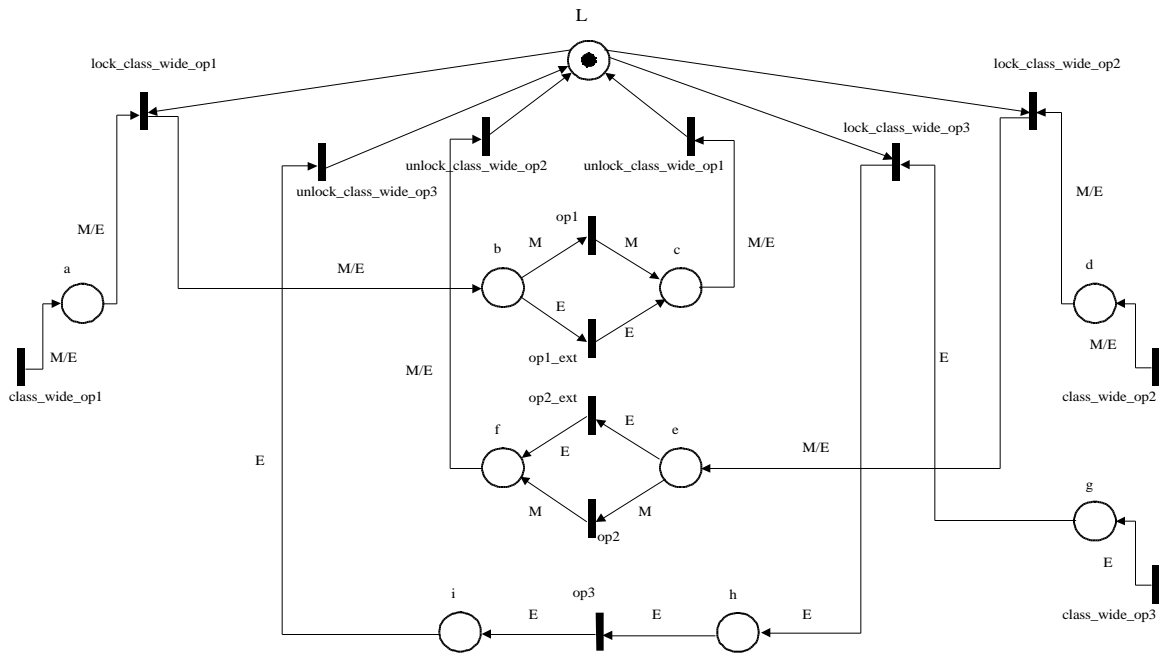 L
lock_class_wide_op1
lock_class_wide_op2
lock_class_wide_op3
unlock_class_wide_op2
unlock_class_wide_op1
unlock_class_wide_op3
M/E
op1
M/E
b
M
M
c
M/E
a
M/E
d
E
E
M/E
op1_ext
M/E
E
M/E
class_wide_op1
op2_ext
class_wide_op2
f
E
e
E
E
M/E
g
M
M
op2
E
i
op3
h
E
E
E
class_wide_op3